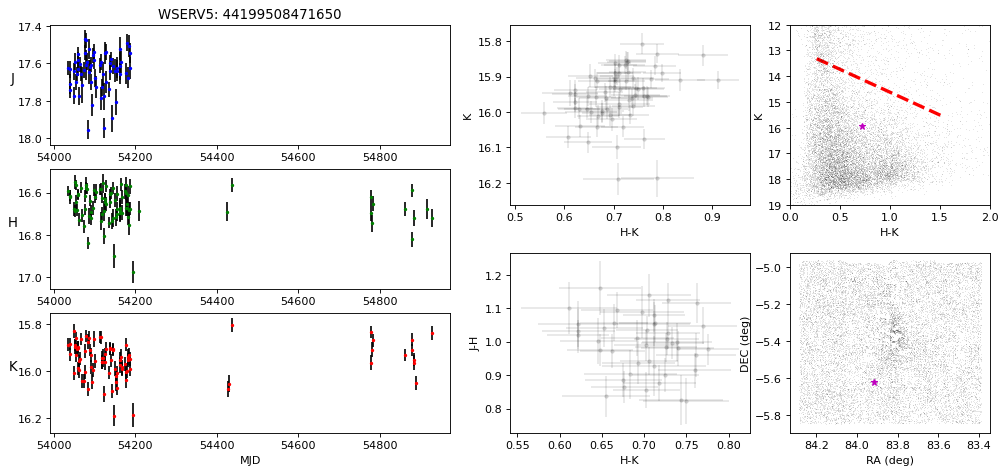 WSERV5: 44199508471650
J
17.4
17.6
17.8
18.0
54000 54200 54400 54600 54800
H
16.6
16.8
17.0
54000 54200 54400 54600 54800
K
15.8
16.0
16.2
54000 54200 54400 54600 54800
MJD
K
15.8
15.9
16.0
16.1
16.2
0.5 0.6 0.7 0.8 0.9
H-K
K
12
13
14
15
16
17
18
19
0.0 0.5 1.0 1.5 2.0
H-K
J-H
1.2
1.1
1.0
0.9
0.8
0.55 0.60 0.65 0.70 0.75 0.80
H-K
DEC (deg)
−5.0
−5.2
−5.4
−5.6
−5.8
84.2 84.0 83.8 83.6 83.4
RA (deg)